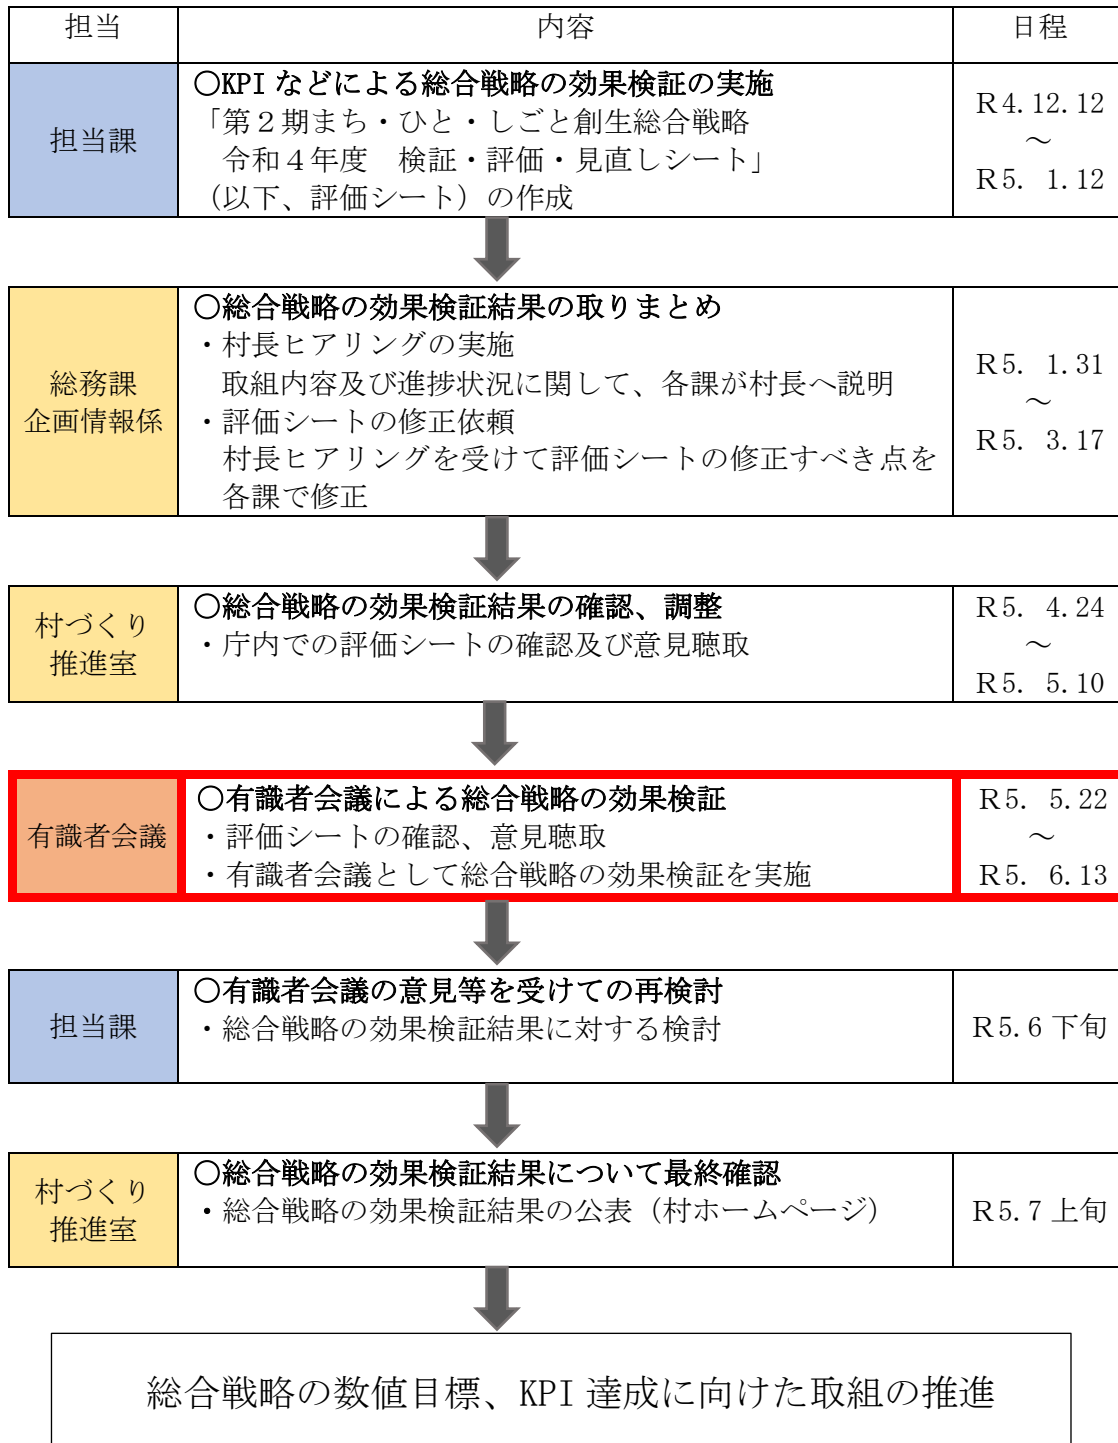 担当 内容 日程
担当課
○KPI などによる総合戦略の効果検証の実施
「第２期まち・ひと・しごと創生総合戦略
令和４年度　検証・評価・見直しシート」
（以下、評価シート）の作成
Ｒ4.12.12
～
Ｒ5. 1.12
総務課
企画情報係
○総合戦略の効果検証結果の取りまとめ
・村長ヒアリングの実施
取組内容及び進捗状況に関して、各課が村長へ説明
・評価シートの修正依頼
村長ヒアリングを受けて評価シートの修正すべき点を
各課で修正
Ｒ5. 1.31
～
Ｒ5. 3.17
村づくり
推進室
○総合戦略の効果検証結果の確認、調整
・庁内での評価シートの確認及び意見聴取
Ｒ5. 4.24
～
Ｒ5. 5.10
有識者会議
○有識者会議による総合戦略の効果検証
・評価シートの確認、意見聴取
・有識者会議として総合戦略の効果検証を実施
Ｒ5. 5.22
～
Ｒ5. 6.13
担当課
○有識者会議の意見等を受けての再検討
・総合戦略の効果検証結果に対する検討
Ｒ5.6 下旬
村づくり
推進室
○総合戦略の効果検証結果について最終確認
・総合戦略の効果検証結果の公表（村ホームページ）
Ｒ5.7 上旬
総合戦略の数値目標、KPI 達成に向けた取組の推進